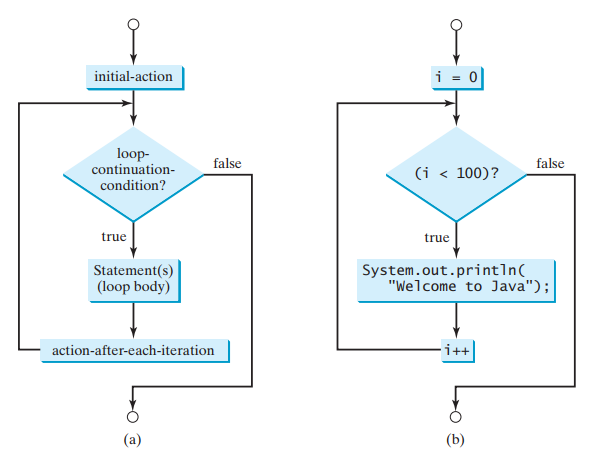 initial-action
loop-
continuation-
condition?
false
true
Statement(s)
(loop body)
action-after-each-iteration
(a)
i = 0
(i < 100)?
false
true
System.out.println(
"Welcome to Java");
i++
(b)